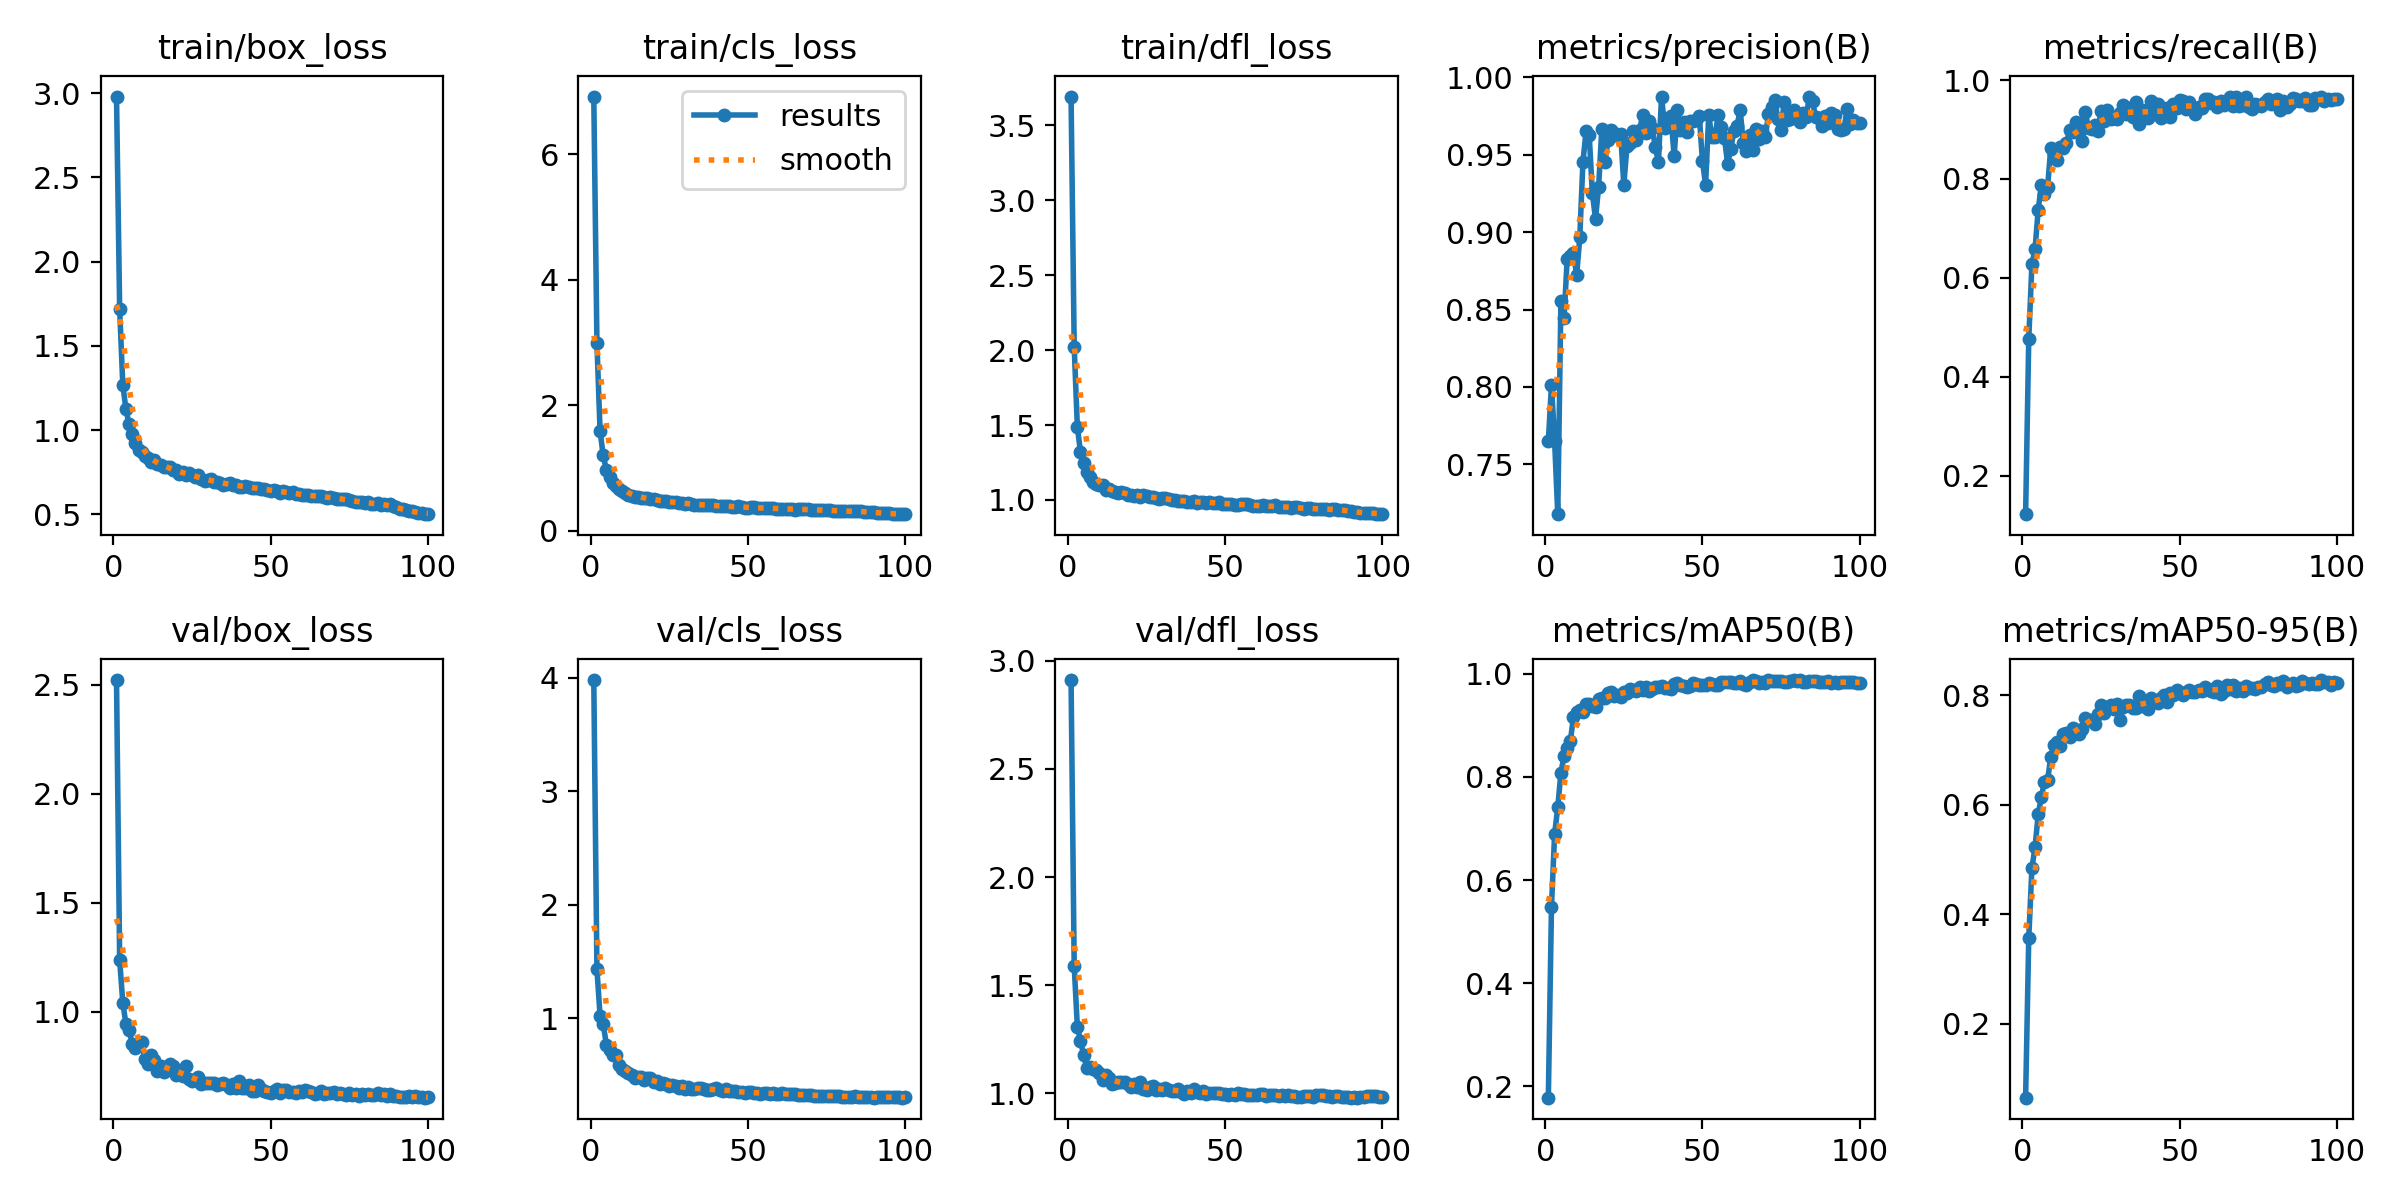 train/box_loss
3.0
2.5
2.0
1.5
1.0
0.5
0 50 100
train/cls_loss
results
smooth
6
4
2
0
0 50 100
train/dfl_loss
3.5
3.0
2.5
2.0
1.5
1.0
0 50 100
metrics/precision(B)
1.00
0.95
0.90
0.85
0.80
0.75
0 50 100
metrics/recall(B)
1.0
0.8
0.6
0.4
0.2
0 50 100
val/box_loss
2.5
2.0
1.5
1.0
0 50 100
val/cls_loss
4
3
2
1
0 50 100
val/dfl_loss
3.0
2.5
2.0
1.5
1.0
0 50 100
metrics/mAP50(B)
1.0
0.8
0.6
0.4
0.2
0 50 100
metrics/mAP50-95(B)
0.8
0.6
0.4
0.2
0 50 100